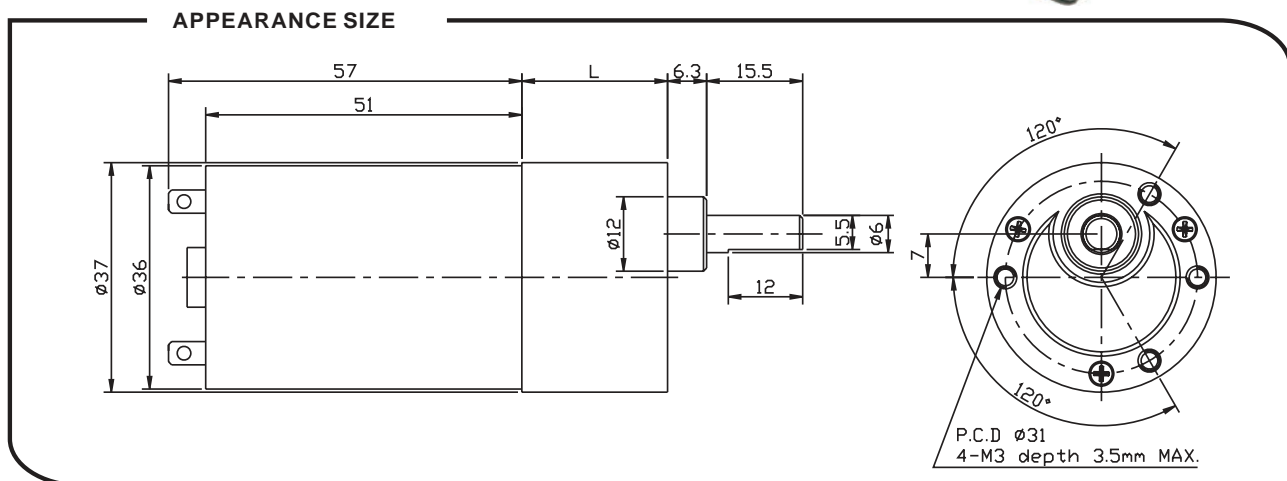 APPEARANCE SIZE
57
L
6.3
15.5
51
120°
ø37
ø36
ø12
5.5
ø6
7
12
120°
P.C.D ø31
4-M3 depth 3.5mm MAX.